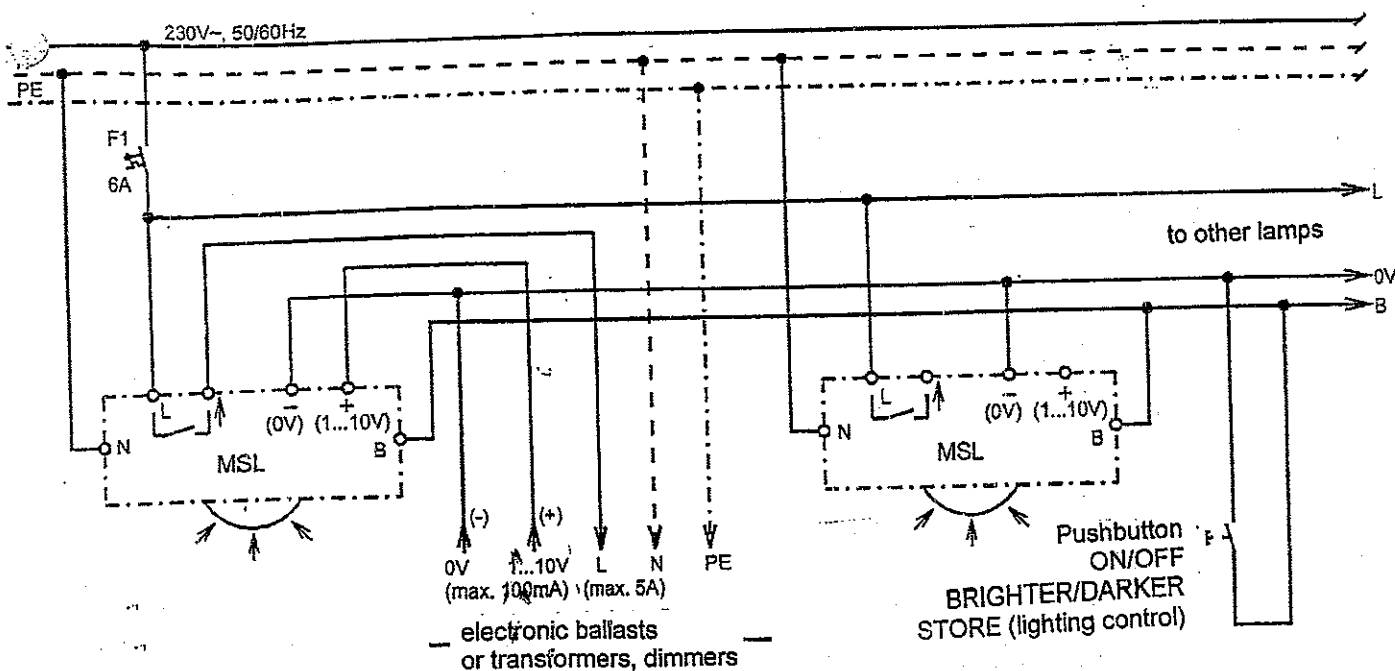 230V~, 50/60Hz
PE
F1
6A
L
to other lamps
0V
B
L
(0V) (1...10V)
N
B
MSL
L
(0V) (1...10V)
N
B
MSL
(-) (+)
0V 1...10V L N PE
(max. 100mA) (max. 5A)
electronic ballasts
or transformers, dimmers
Pushbutton
ON/OFF
BRIGHTER/DARKER
STORE (lighting control)